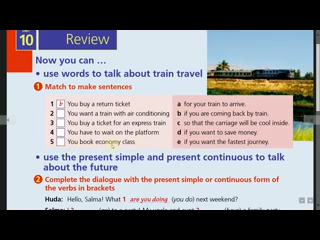 10 Review
Now you can ...
• use words to talk about train travel
1 Match to make sentences
1 b You buy a return ticket
2 You want a train with air conditioning
3 You buy a ticket for an express train
4 You have to wait on the platform
5 You book economy class
a for your train to arrive.
b if you are coming back by train.
c so that the carriage will be cool inside.
d if you want to save money.
e if you want the fastest journey.
• use the present simple and present continuous to talk
about the future
2 Complete the dialogue with the present simple or continuous form of
the verbs in brackets
Huda: Hello, Salma! What 1 are you doing (you do) next weekend?